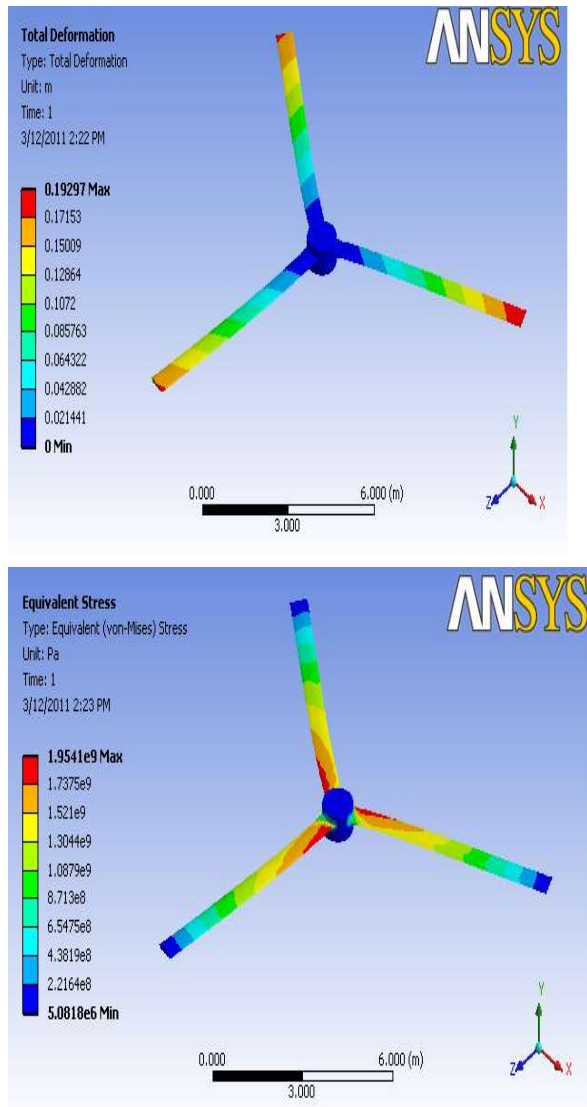 ANSYS
Total Deformation
Type: Total Deformation
Unit: m
Time: 1
3/12/2011 2:22 PM
0.19297 Max
0.17153
0.15009
0.12864
0.1072
0.085763
0.064322
0.042882
0.021441
0 Min
0.000
6.000 (m)
3.000
Y
Z
X
ANSYS
Equivalent Stress
Type: Equivalent (von-Mises) Stress
Unit: Pa
Time: 1
3/12/2011 2:23 PM
1.9541e9 Max
1.7375e9
1.521e9
1.3044e9
1.0879e9
8.713e8
6.5475e8
4.3819e8
2.2164e8
5.0818e6 Min
0.000
6.000 (m)
3.000
Y
Z
X